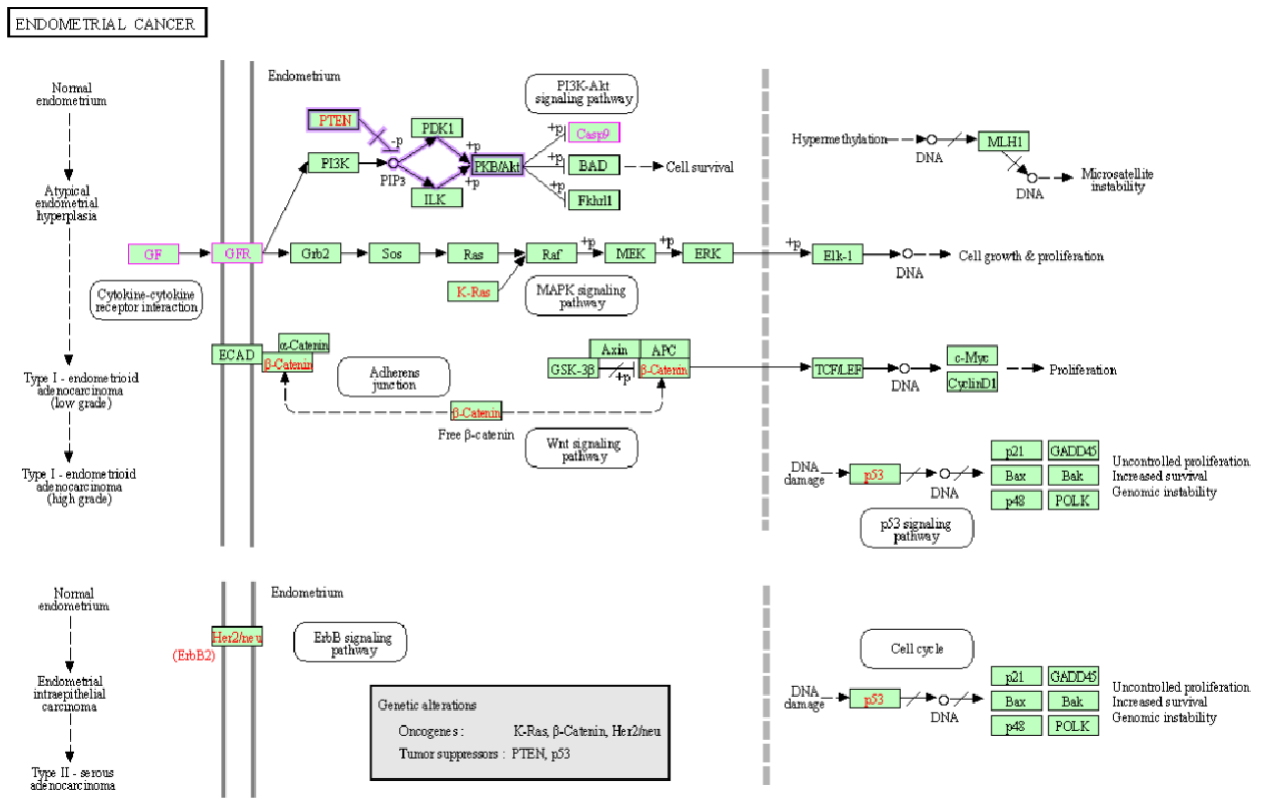 ENDOMETRIAL CANCER
Normal
endometrium
Atypical
endometrial
hyperplasia
Type I - endometrioid
adenocarcinoma
(low grade)
Type I - endometrioid
adenocarcinoma
(high grade)
Endometrium
PI3K-Akt
signaling pathway
PTEN
-p
PDK1
+p
PI3K
PIP3
PKB/Akt
+p
ILK
+p
Casp9
+p
BAD
Cell survival
+p
Fkhrl1
Hypermethylation
DNA
MLH1
DNA
Microsatellite
instability
GF
GFR
Grb2
Sos
Ras
Raf
+p
MEK
+p
ERK
+p
Elk-1
DNA
Cell growth & proliferation
K-Ras
MAPK signaling
pathway
Cytokine-cytokine
receptor interaction
ECAD
α-Catenin
β-Catenin
Adherens
junction
Axin
APC
GSK-3β
+p
β-Catenin
TCF/LEF
DNA
c-Myc
CyclinD1
Proliferation
β-Catenin
Free β-catenin
Wnt signaling
pathway
DNA
damage
p53
DNA
p21
GADD45
Bax
Bak
p48
POLK
Uncontrolled proliferation
Increased survival
Genomic instability
p53 signaling
pathway
Normal
endometrium
Endometrial
intraepithelial
carcinoma
Type II - serous
adenocarcinoma
Endometrium
Her2/neu
(ErbB2)
ErbB signaling
pathway
Cell cycle
DNA
damage
p53
DNA
p21
GADD45
Bax
Bak
p48
POLK
Uncontrolled proliferation
Increased survival
Genomic instability
Genetic alterations
Oncogenes : K-Ras, β-Catenin, Her2/neu
Tumor suppressors : PTEN, p53